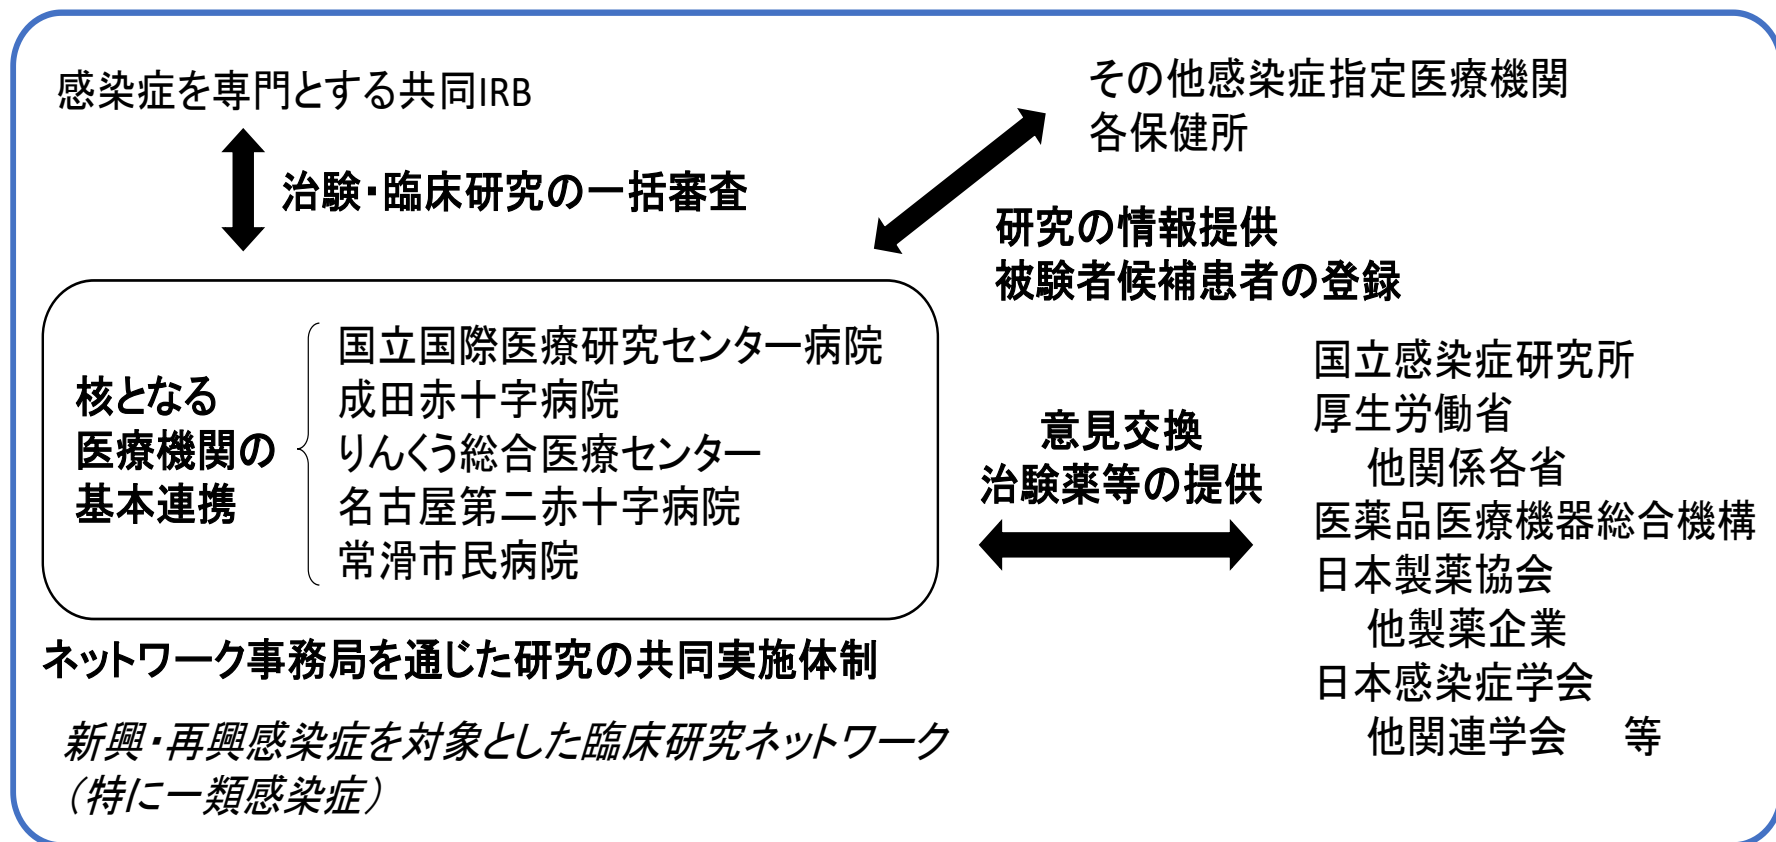 感染症を専門とする共同IRB
治験・臨床研究の一括審査
その他感染症指定医療機関
各保健所
研究の情報提供
被験者候補患者の登録
核となる
医療機関の
基本連携
国立国際医療研究センター病院
成田赤十字病院
りんくう総合医療センター
名古屋第二赤十字病院
常滑市民病院
意見交換
治験薬等の提供
国立感染症研究所
厚生労働省
他関係各省
医薬品医療機器総合機構
日本製薬協会
他製薬企業
日本感染症学会
他関連学会　等
ネットワーク事務局を通じた研究の共同実施体制
新興・再興感染症を対象とした臨床研究ネットワーク
（特に一類感染症）